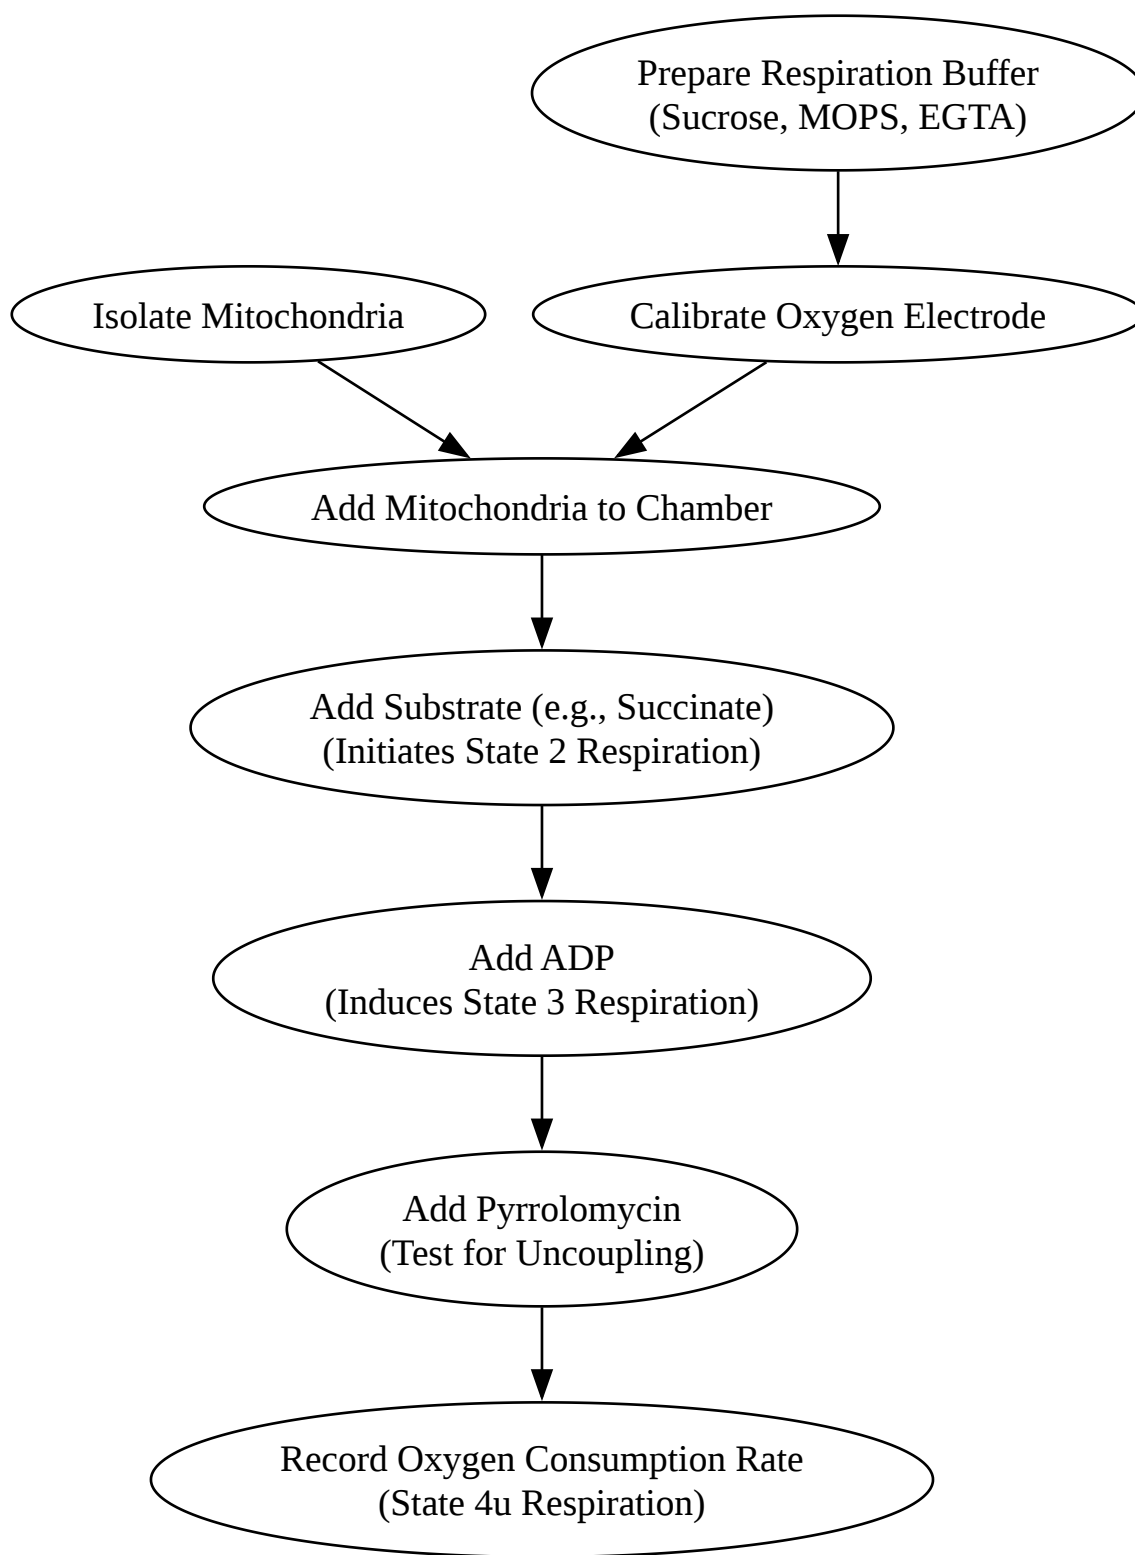 Prepare Respiration Buffer
(Sucrose, MOPS, EGTA)
Isolate Mitochondria
Calibrate Oxygen Electrode
Add Mitochondria to Chamber
Add Substrate (e.g., Succinate)
(Initiates State 2 Respiration)
Add ADP
(Induces State 3 Respiration)
Add Pyrrolomycin
(Test for Uncoupling)
Record Oxygen Consumption Rate
(State 4u Respiration)